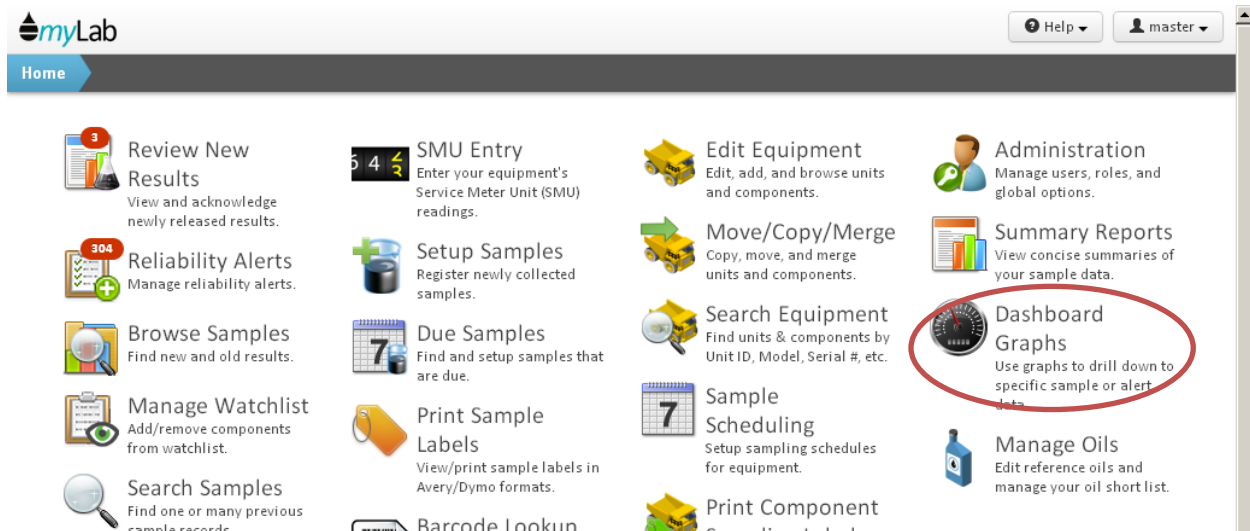 myLab
Help
master
Home
3
Review New
Results
View and acknowledge
newly released results.
304
Reliability Alerts
Manage reliability alerts.
Browse Samples
Find new and old results.
Manage Watchlist
Add/remove components
from watchlist.
Search Samples
Find one or many previous
sample records.
SMU Entry
Enter your equipment's
Service Meter Unit (SMU)
readings.
Setup Samples
Register newly collected
samples.
7
Due Samples
Find and setup samples that
are due.
Print Sample
Labels
View/print sample labels in
Avery/Dymo formats.
Barcode Lookup
Edit Equipment
Edit, add, and browse units
and components.
Move/Copy/Merge
Copy, move, and merge
units and components.
Search Equipment
Find units & components by
Unit ID, Model, Serial #, etc.
7
Sample
Scheduling
Setup sampling schedules
for equipment.
Print Component
Administration
Manage users, roles, and
global options.
Summary Reports
View concise summaries of
your sample data.
Dashboard
Graphs
Use graphs to drill down to
specific sample or alert
data.
Manage Oils
Edit reference oils and
manage your oil short list.